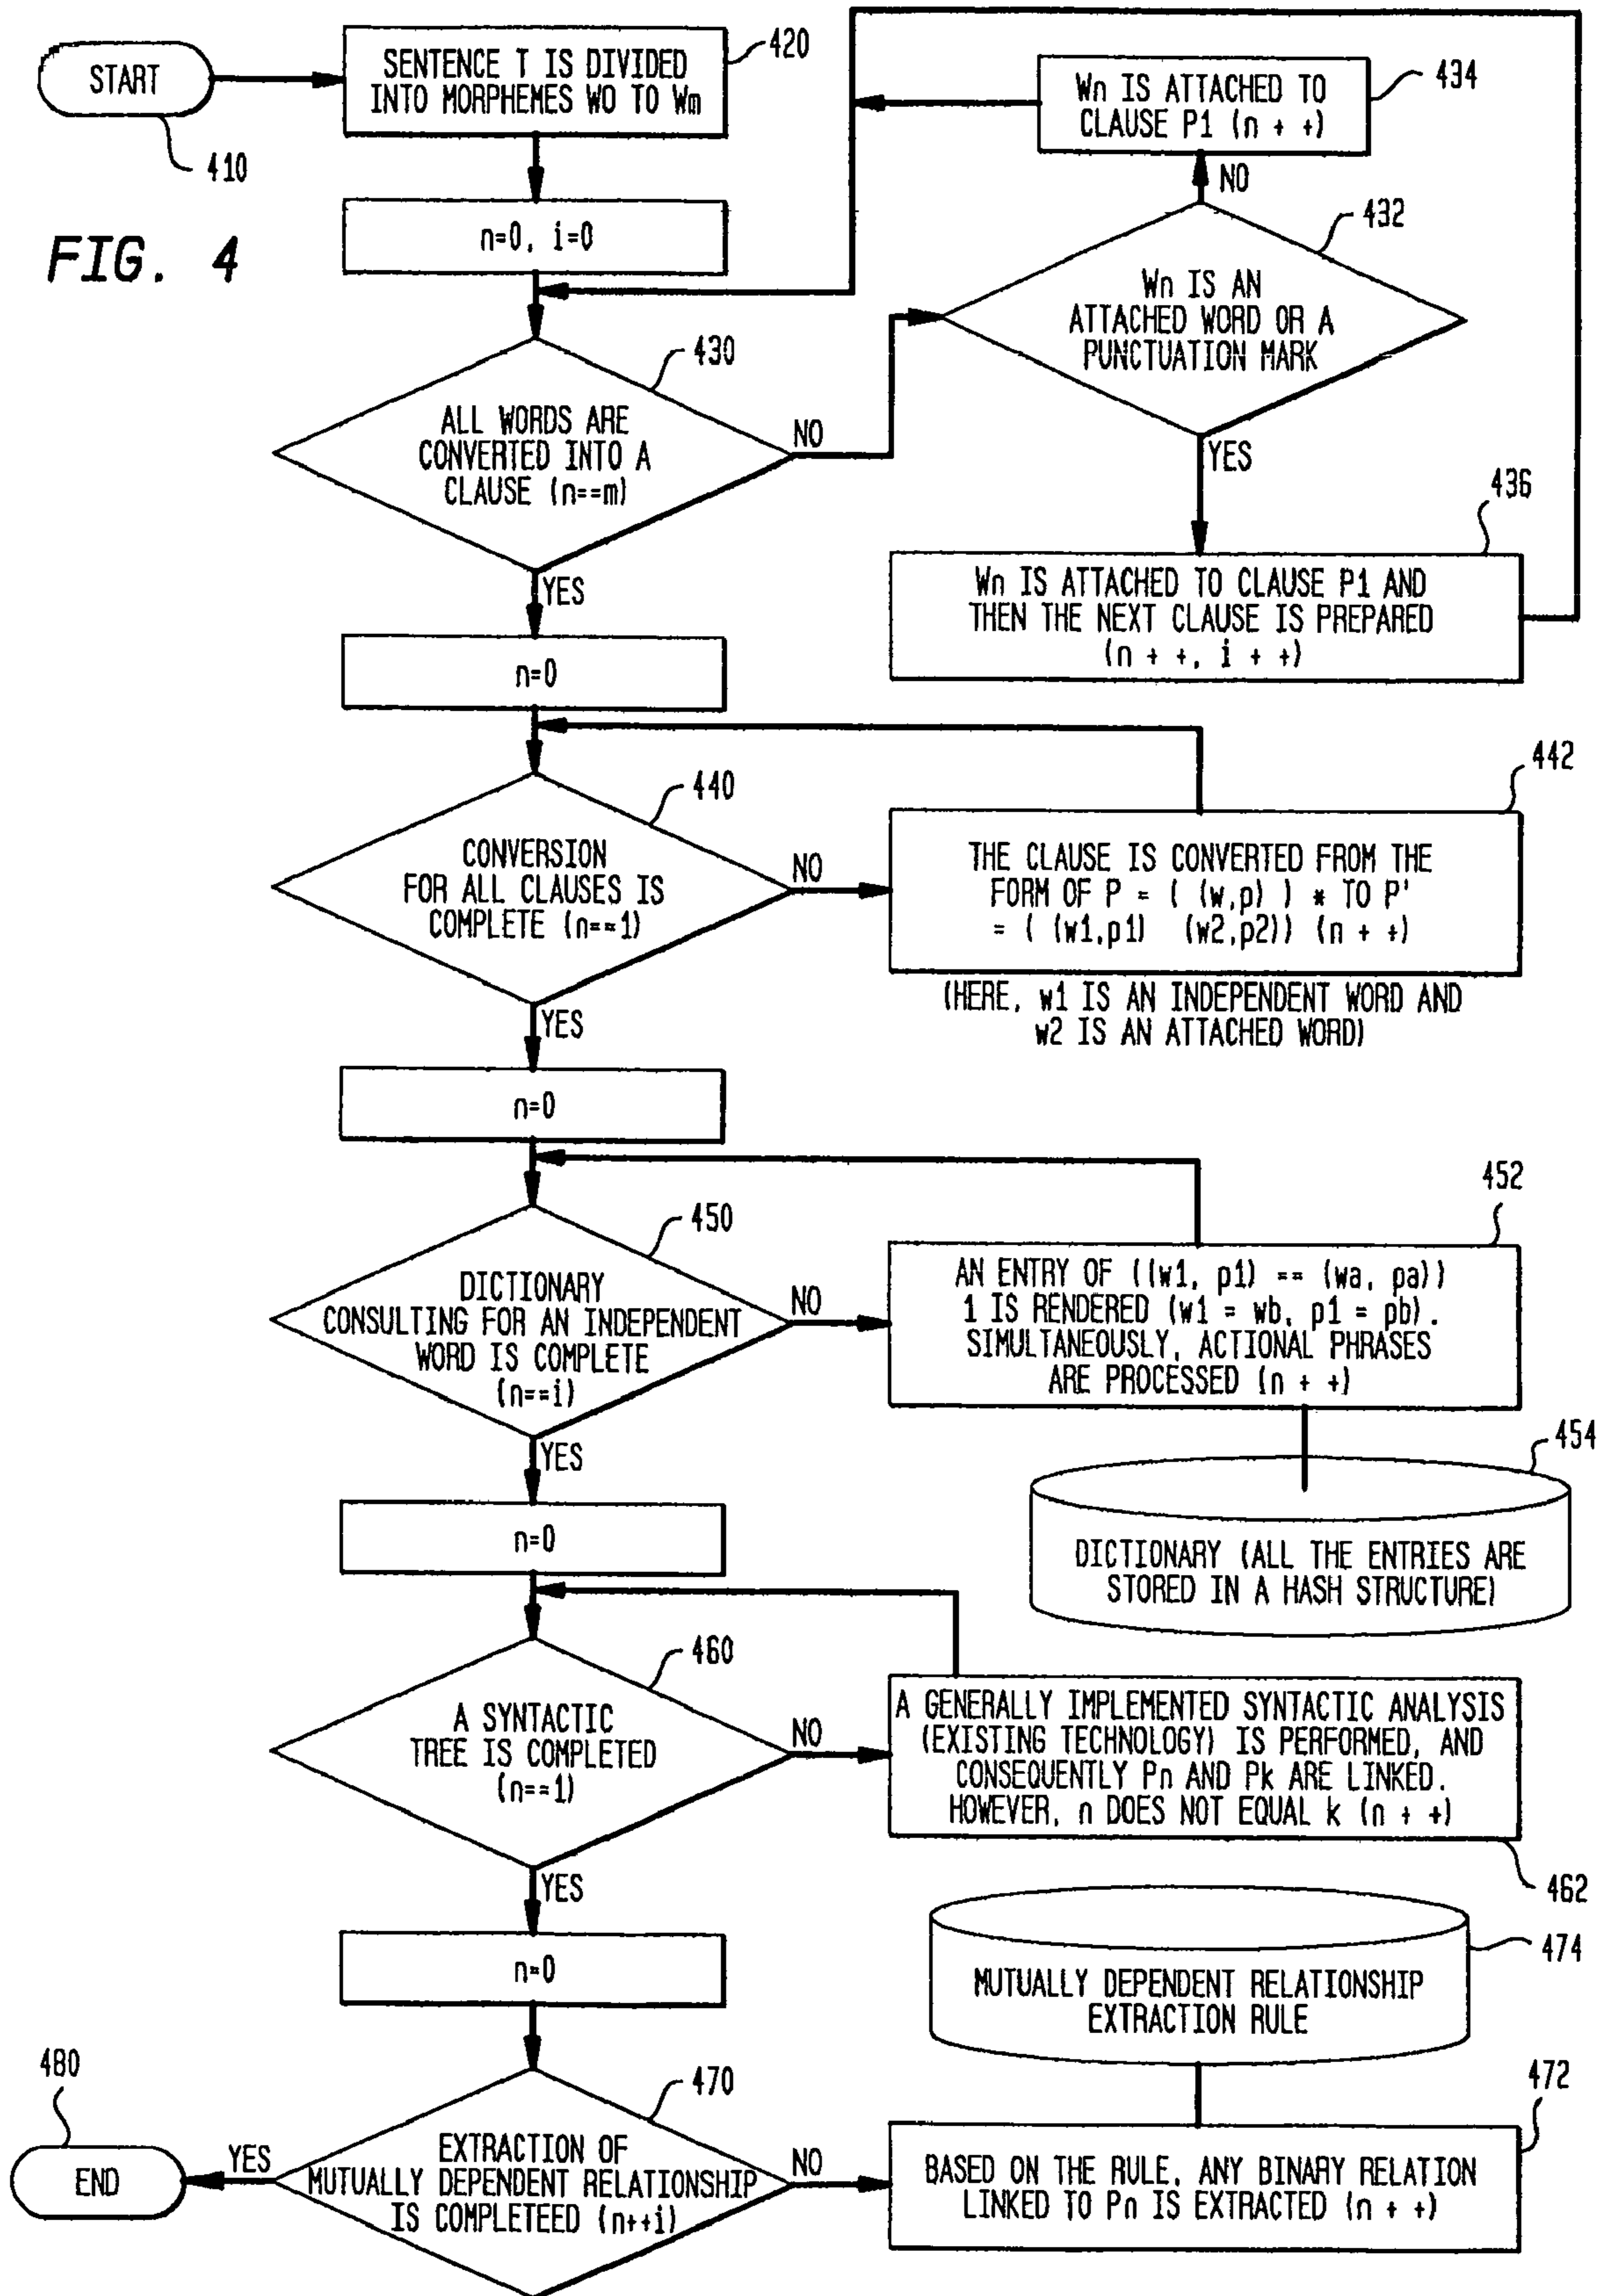 START
410
FIG. 4
SENTENCE T IS DIVIDED
INTO MORPHEMES W0 TO Wm
420
n=0, i=0
430
ALL WORDS ARE
CONVERTED INTO A
CLAUSE (n==m)
NO
YES
Wn IS ATTACHED TO
CLAUSE P1 (n + +)
434
NO
432
Wn IS AN
ATTACHED WORD OR A
PUNCTUATION MARK
YES
436
Wn IS ATTACHED TO CLAUSE P1 AND
THEN THE NEXT CLAUSE IS PREPARED
(n + +, i + +)
n=0
440
CONVERSION
FOR ALL CLAUSES IS
COMPLETE (n==1)
NO
YES
442
THE CLAUSE IS CONVERTED FROM THE
FORM OF P = ( (w,p) ) * TO P'
= ( (w1,p1) (w2,p2)) (n + +)
(HERE, w1 IS AN INDEPENDENT WORD AND
w2 IS AN ATTACHED WORD)
n=0
450
DICTIONARY
CONSULTING FOR AN INDEPENDENT
WORD IS COMPLETE
(n==i)
NO
YES
452
AN ENTRY OF ((w1, p1) == (wa, pa))
1 IS RENDERED (w1 = wb, p1 = pb).
SIMULTANEOUSLY, ACTIONAL PHRASES
ARE PROCESSED (n + +)
454
DICTIONARY (ALL THE ENTRIES ARE
STORED IN A HASH STRUCTURE)
n=0
460
A SYNTACTIC
TREE IS COMPLETED
(n==1)
NO
YES
A GENERALLY IMPLEMENTED SYNTACTIC ANALYSIS
(EXISTING TECHNOLOGY) IS PERFORMED, AND
CONSEQUENTLY Pn AND Pk ARE LINKED.
HOWEVER, n DOES NOT EQUAL k (n + +)
462
n=0
474
MUTUALLY DEPENDENT RELATIONSHIP
EXTRACTION RULE
470
EXTRACTION OF
MUTUALLY DEPENDENT RELATIONSHIP
IS COMPLETEED (n++i)
YES
NO
480
END
472
BASED ON THE RULE, ANY BINARY RELATION
LINKED TO Pn IS EXTRACTED (n + +)